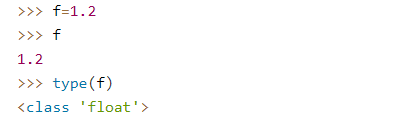 >>> f=1.2
>>> f
1.2
>>> type(f)
<class 'float'>